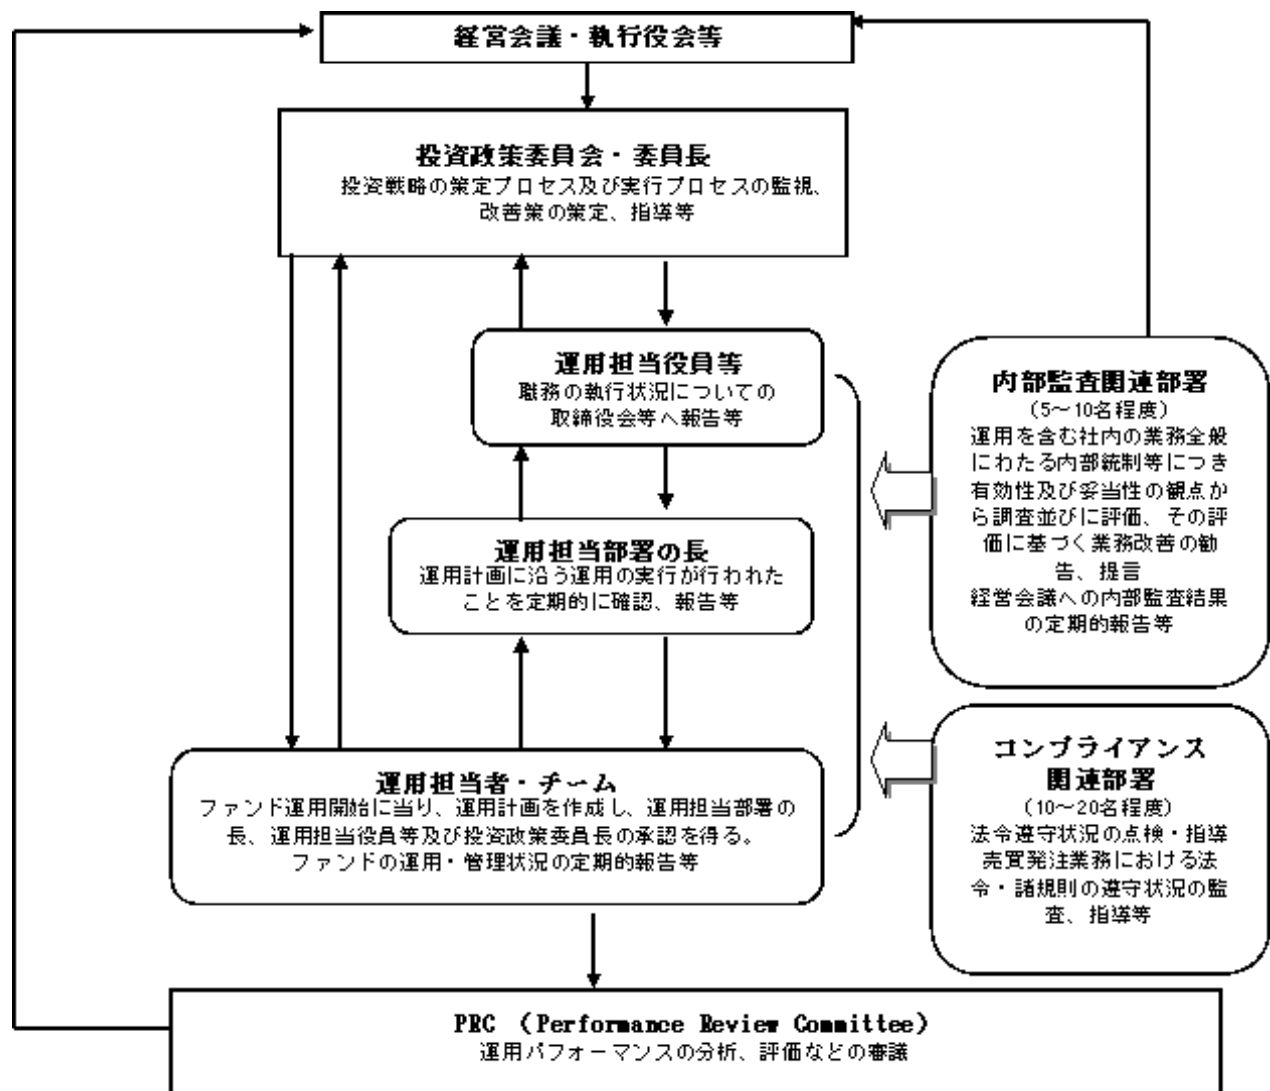 経営会議・執行役会等
投資政策委員会・委員長
投資戦略の策定プロセス及び実行プロセスの監視、
改善策の策定、指導等
運用担当役員等
職務の執行状況についての
取締役会等へ報告等
運用担当部署の長
運用計画に沿う運用の実行が行われた
ことを定期的に確認、報告等
運用担当者・チーム
ファンド運用開始に当り、運用計画を作成し、運用担当部署の
長、運用担当役員等及び投資政策委員長の承認を得る。
ファンドの運用・管理状況の定期的報告等
内部監査関連部署
(5～10名程度)
運用を含む社内の業務全般
にわたる内部統制等につき
有効性及び妥当性の観点か
ら調査並びに評価、その評
価に基づく業務改善の勧
告、提言
経営会議への内部監査結果
の定期的報告等
コンプライアンス
関連部署
(10～20名程度)
法令遵守状況の点検・指導
売買発注業務における法
令・諸規則の遵守状況の監
査、指導等
PRC （Performance Review Committee）
運用パフォーマンスの分析、評価などの審議